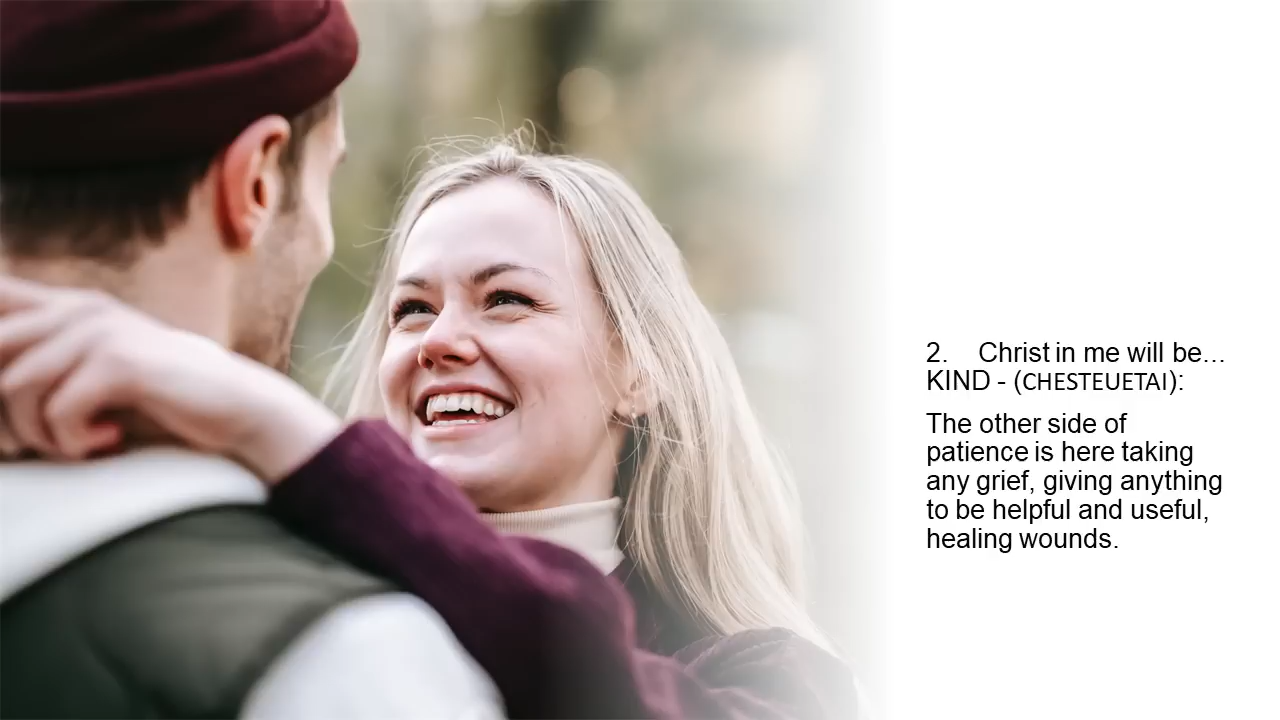 2. Christ in me will be…
KIND - (CHESTEUETAI):
The other side of
patience is here taking
any grief, giving anything
to be helpful and useful,
healing wounds.